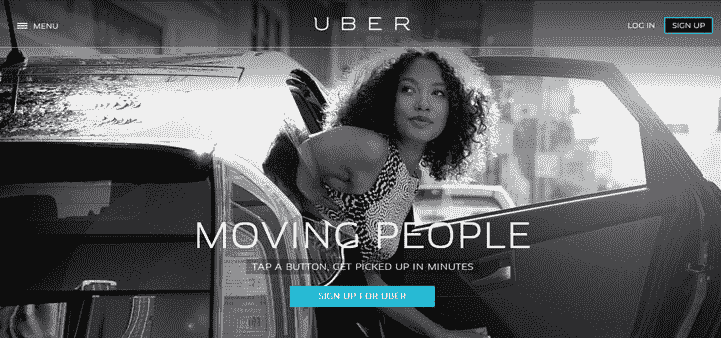 MENU
UBER
LOG IN
SIGN UP
MOVING PEOPLE
TAP A BUTTON, GET PICKED UP IN MINUTES
SIGN UP FOR UBER